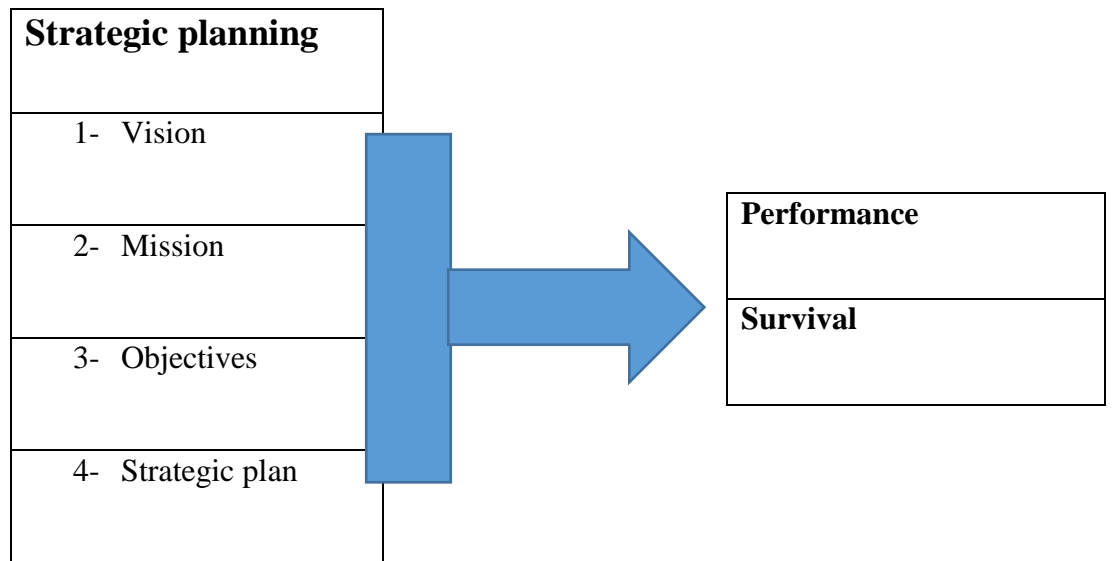 Strategic planning
1- Vision
2- Mission
3- Objectives
4- Strategic plan
Performance
Survival